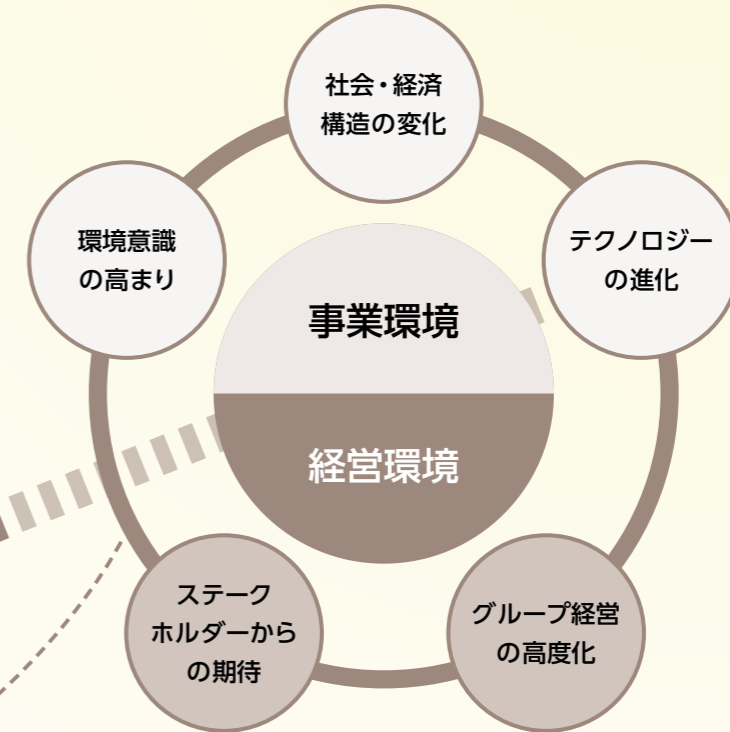 社会・経済
構造の変化
環境意識
の高まり
テクノロジー
の進化
事業環境
経営環境
ステーク
ホルダーから
の期待
グループ経営
の高度化